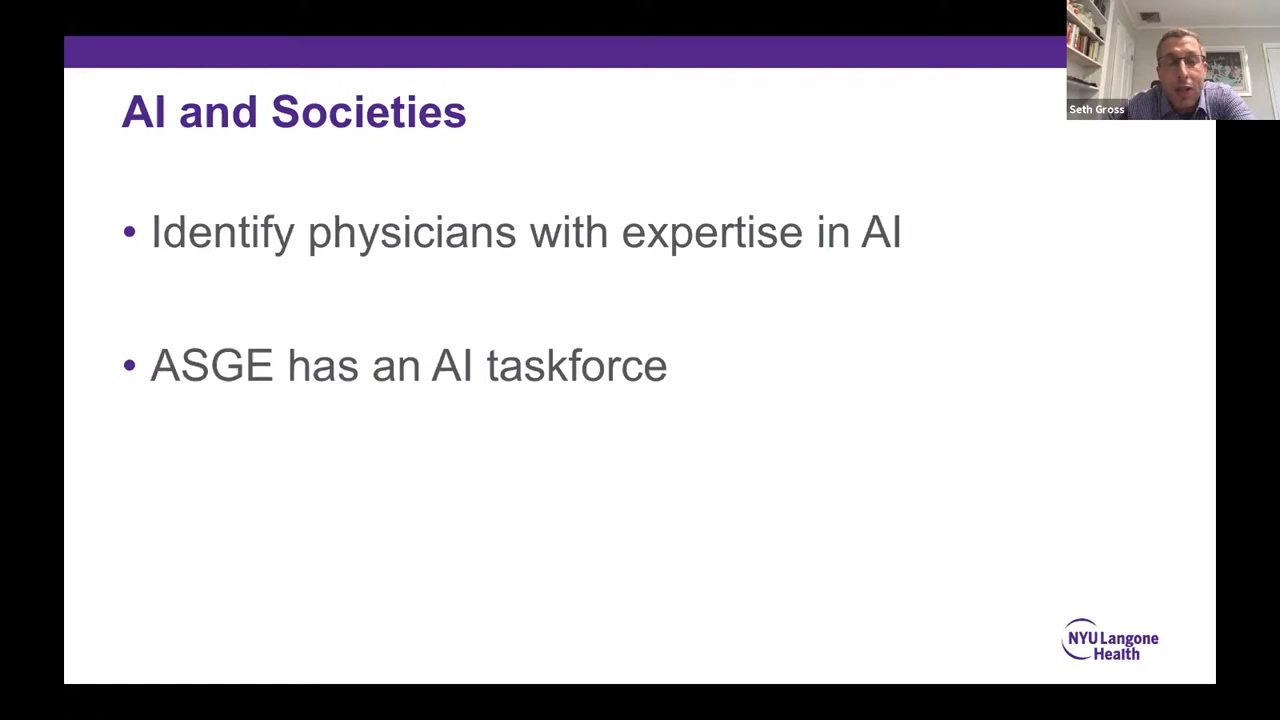 AI and Societies
Seth Gross
• Identify physicians with expertise in AI
• ASGE has an AI taskforce
NYU Langone
Health